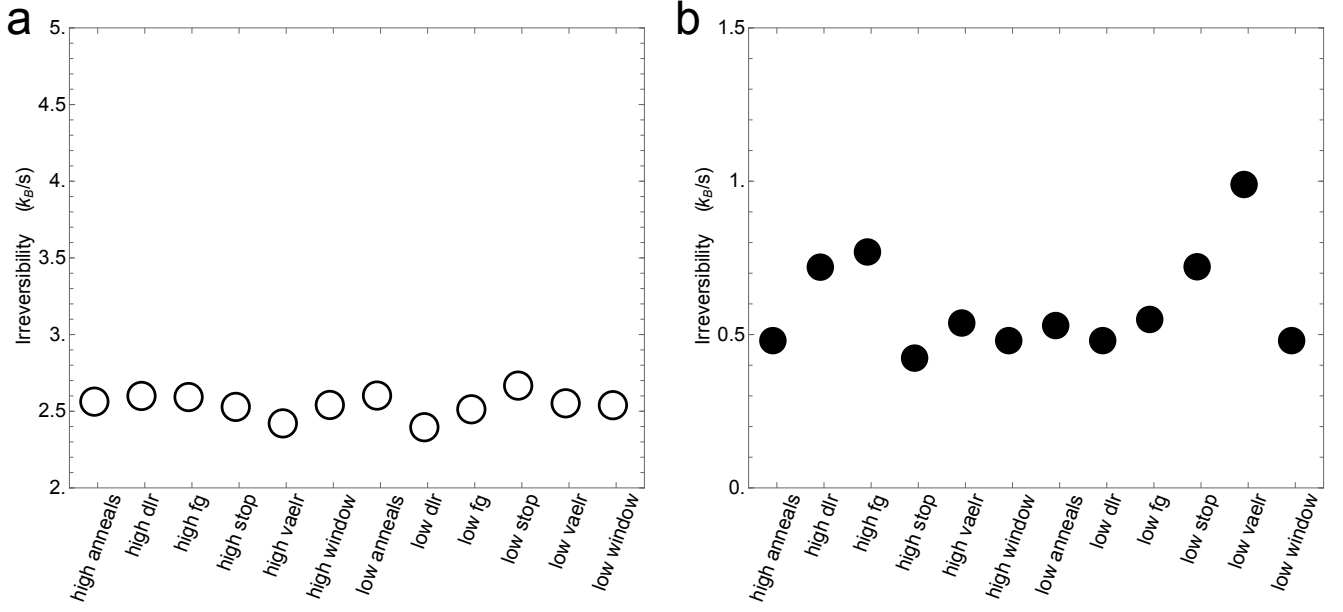 a
5.
4.5
4.
3.5
3.
2.5
2.
Irreversibility (kB/s)
high anneals
high dlr
high fg
high stop
high vaelr
high window
low anneals
low dlr
low fg
low stop
low vaelr
low window
b
1.5
1.
0.5
0.
Irreversibility (kB/s)
high anneals
high dlr
high fg
high stop
high vaelr
high window
low anneals
low dlr
low fg
low stop
low vaelr
low window